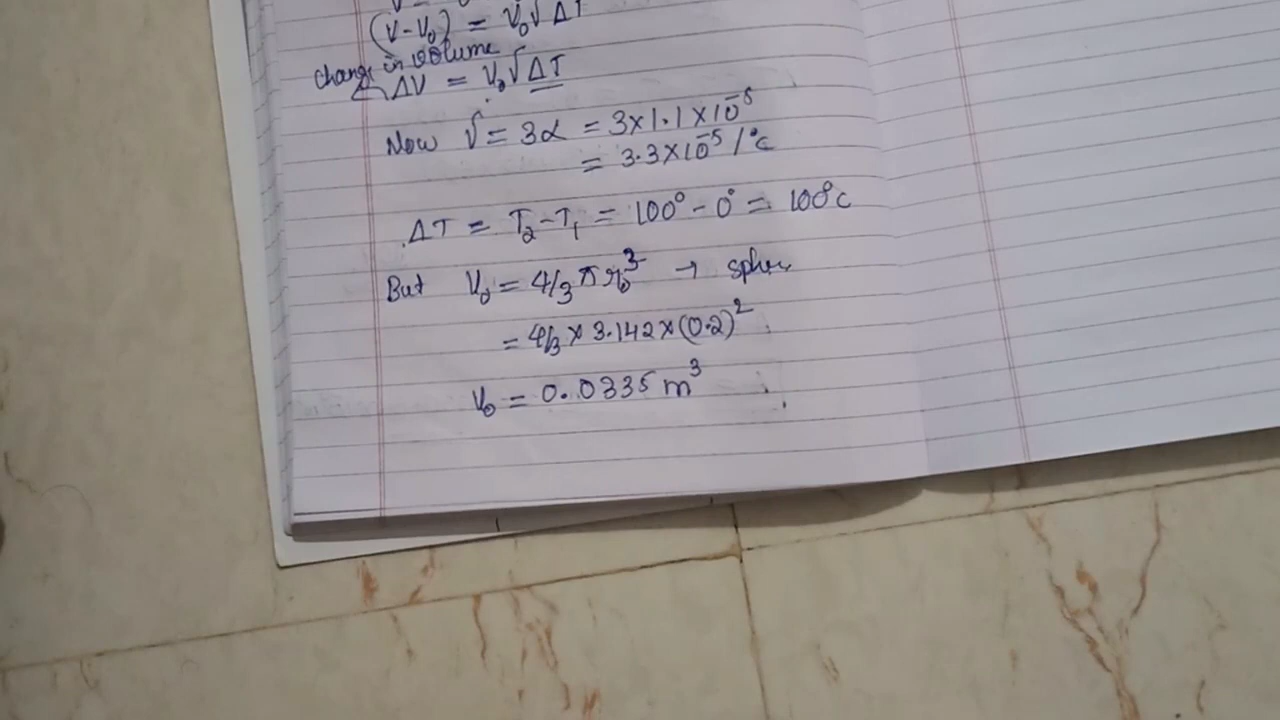 (V-V₀) = V₀γΔT
change in volume
ΔV = V₀γΔT
Now γ = 3α = 3×1.1×10⁻⁵
= 3.3×10⁻⁵ /°C
ΔT = T₂-T₁ = 100° - 0° = 100°C
But V₀ = 4/3 π r₀³ →
= 4/3 × 3.142 × (0.2)²
V₀ = 0.0335 m³